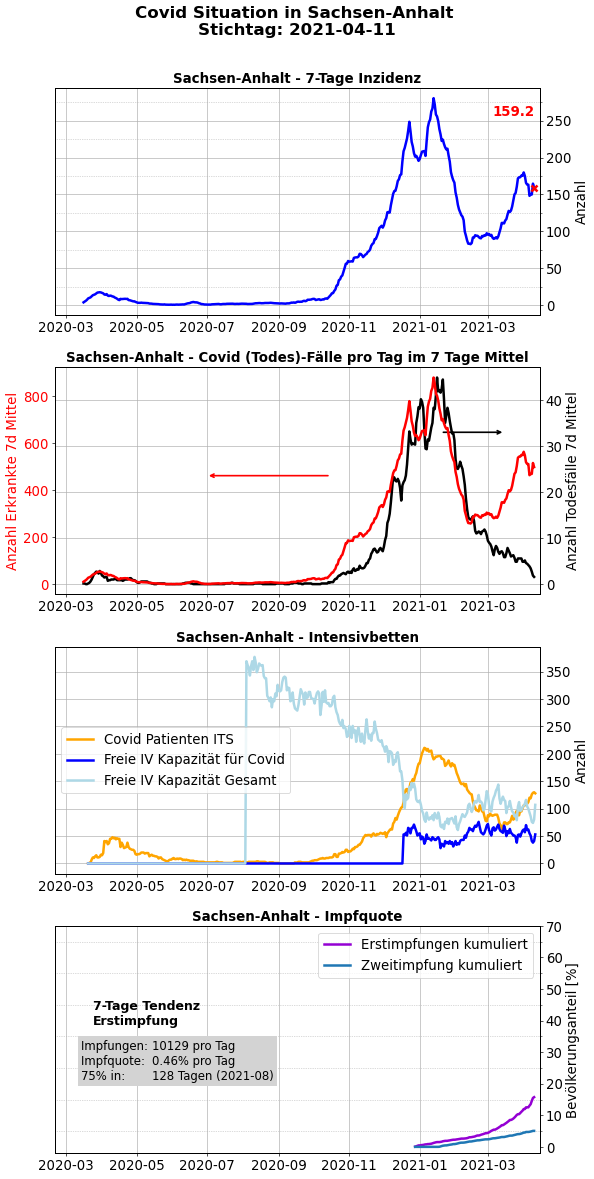 Covid Situation in Sachsen-Anhalt
Stichtag: 2021-04-11
Sachsen-Anhalt - 7-Tage Inzidenz
159.2
250
200
150
100
50
0
Anzahl
2020-03 2020-05 2020-07 2020-09 2020-11 2021-01 2021-03
Sachsen-Anhalt - Covid (Todes)-Fälle pro Tag im 7 Tage Mittel
Anzahl Erkrankte 7d Mittel
800
600
400
200
0
40
30
20
10
0
Anzahl Todesfälle 7d Mittel
2020-03 2020-05 2020-07 2020-09 2020-11 2021-01 2021-03
Sachsen-Anhalt - Intensivbetten
Covid Patienten ITS
Freie IV Kapazität für Covid
Freie IV Kapazität Gesamt
350
300
250
200
150
100
50
0
Anzahl
2020-03 2020-05 2020-07 2020-09 2020-11 2021-01 2021-03
Sachsen-Anhalt - Impfquote
Erstimpfungen kumuliert
Zweitimpfung kumuliert
7-Tage Tendenz
Erstimpfung
Impfungen: 10129 pro Tag
Impfquote: 0.46% pro Tag
75% in: 128 Tagen (2021-08)
70
60
50
40
30
20
10
0
Bevölkerungsanteil [%]
2020-03 2020-05 2020-07 2020-09 2020-11 2021-01 2021-03